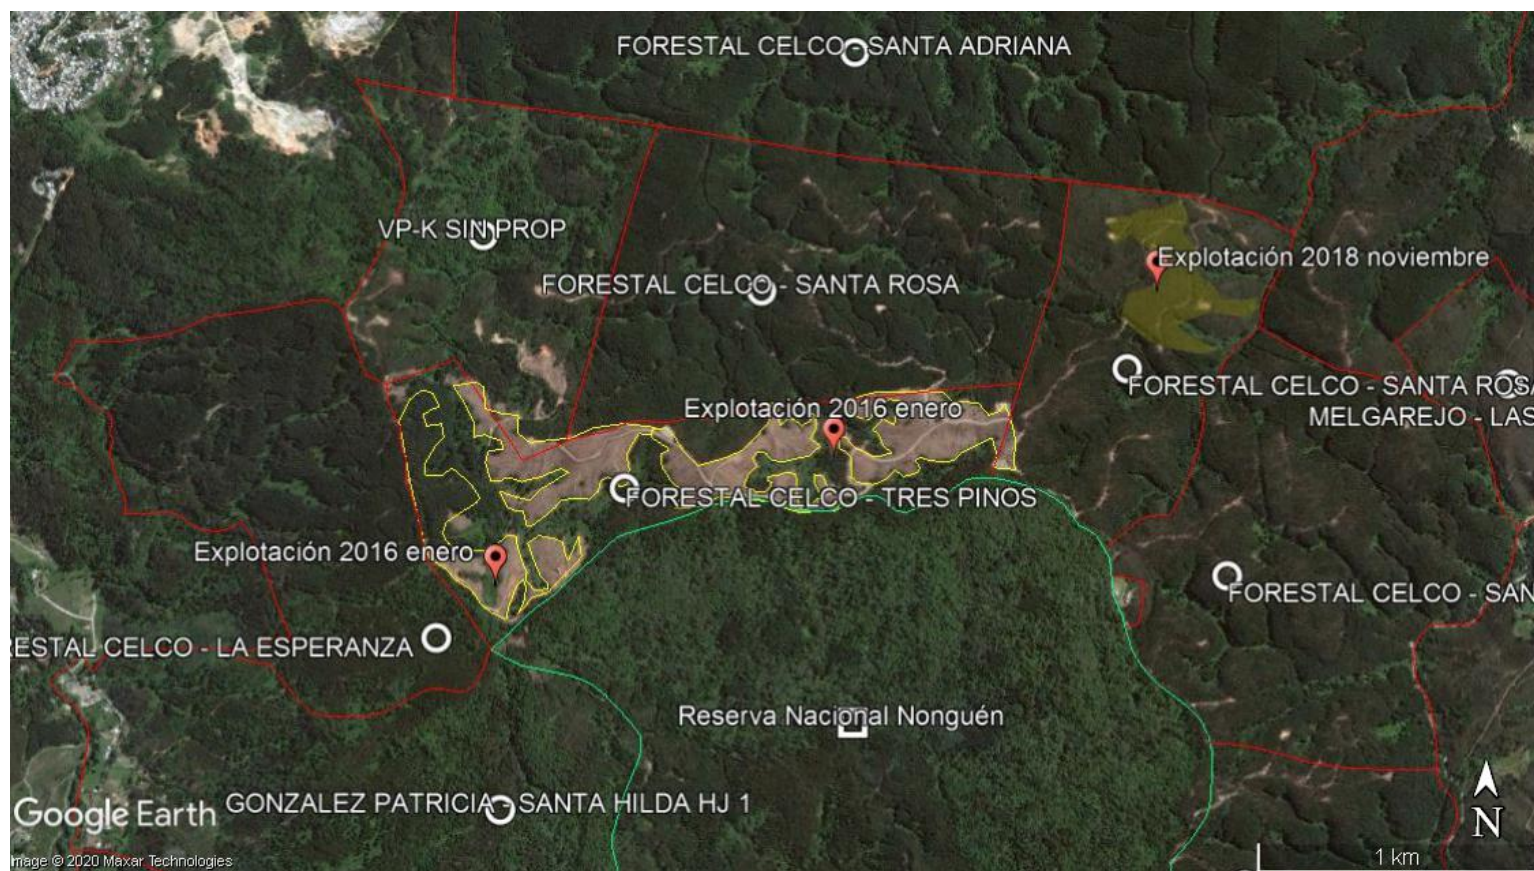 FORESTAL CELCO - SANTA ADRIANA
VP-K SIN PROP
Explotación 2018 noviembre
FORESTAL CELCO - SANTA ROSA
FORESTAL CELCO - SANTA ROSA
MELGAREJO - LAS
Explotación 2016 enero
FORESTAL CELCO - TRES PINOS
Explotación 2016 enero
FORESTAL CELCO - SAN
RESTAL CELCO - LA ESPERANZA
Reserva Nacional Nonguén
GONZALEZ PATRICIA - SANTA HILDA HJ 1
Google Earth
N
Image © 2020 Maxar Technologies
1 km